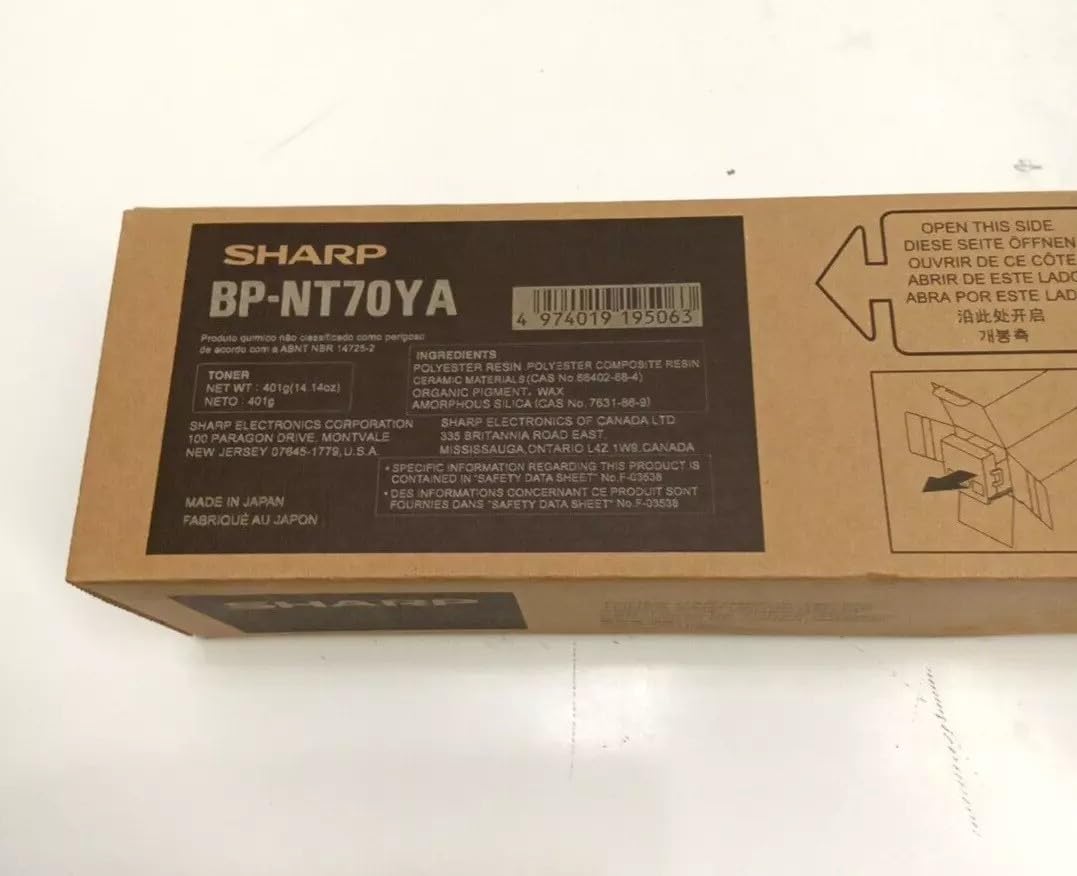 SHARP
BP-NT70YA
4 974019 195063
Produto químico não classificado como perigoso
de acordo com a ABNT NBR 14725-2
TONER
NET WT : 401g(14.14oz)
NETO : 401g
INGREDIENTS
POLYESTER RESIN, POLYESTER COMPOSITE RESIN
CERAMIC MATERIALS (CAS No.66402-68-4)
ORGANIC PIGMENT, WAX
AMORPHOUS SILICA (CAS No. 7631-86-9)
SHARP ELECTRONICS CORPORATION
100 PARAGON DRIVE, MONTVALE
NEW JERSEY 07645-1779, U.S.A.
SHARP ELECTRONICS OF CANADA LTD.
335 BRITANNIA ROAD EAST,
MISSISSAUGA, ONTARIO L4Z 1W9, CANADA
• SPECIFIC INFORMATION REGARDING THIS PRODUCT IS
CONTAINED IN "SAFETY DATA SHEET" No.F-03538
• DES INFORMATIONS CONCERNANT CE PRODUIT SONT
FOURNIES DANS "SAFETY DATA SHEET" No.F-03538
MADE IN JAPAN
FABRIQUÉ AU JAPON
OPEN THIS SIDE
DIESE SEITE ÖFFNEN
OUVRIR DE CE CÔTÉ
ABRIR DE ESTE LADO
ABRA POR ESTE LAD
沿此处开启
개봉측
SHARP